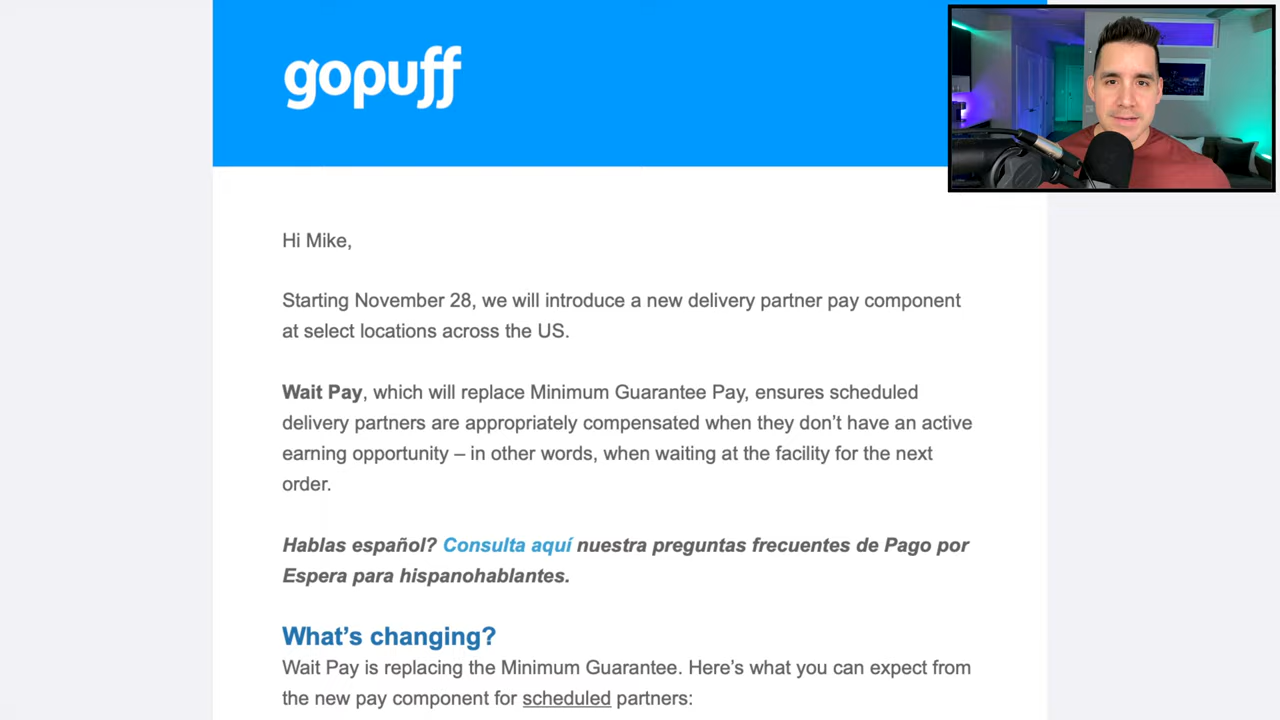 gopuff
Hi Mike,
Starting November 28, we will introduce a new delivery partner pay component
at select locations across the US.
Wait Pay, which will replace Minimum Guarantee Pay, ensures scheduled
delivery partners are appropriately compensated when they don’t have an active
earning opportunity – in other words, when waiting at the facility for the next
order.
Hablas español? Consulta aquí nuestra preguntas frecuentes de Pago por
Espera para hispanohablantes.
What’s changing?
Wait Pay is replacing the Minimum Guarantee. Here’s what you can expect from
the new pay component for scheduled partners: